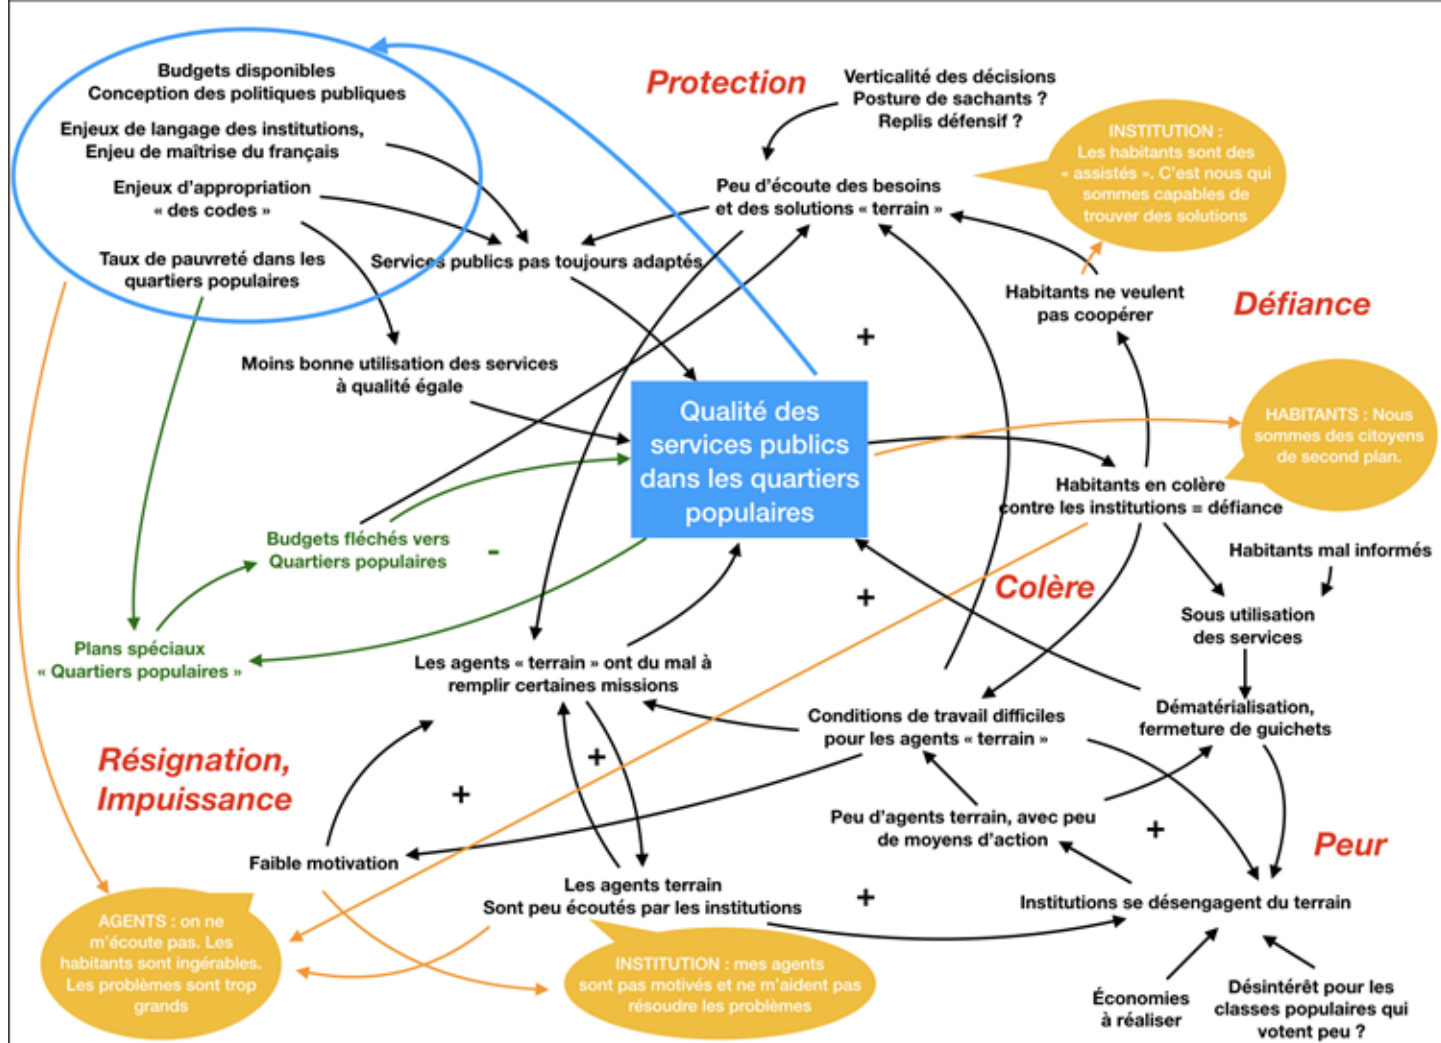 Budgets disponibles
Conception des politiques publiques
Enjeux de langage des institutions,
Enjeu de maîtrise du français
Enjeux d'appropriation
« des codes »
Taux de pauvreté dans les
quartiers populaires
Protection
Verticalité des décisions
Posture de sachants ?
Replis défensif ?
INSTITUTION :
Les habitants sont des
« assistés ». C'est nous qui
sommes capables de
trouver des solutions
Peu d'écoute des besoins
et des solutions « terrain »
Services publics pas toujours adaptés
Habitants ne veulent
pas coopérer
Défiance
+
Moins bonne utilisation des services
à qualité égale
Qualité des
services publics
dans les quartiers
populaires
HABITANTS : Nous
sommes des citoyens
de second plan.
Habitants en colère
contre les institutions = défiance
Budgets fléchés vers
Quartiers populaires
-
Habitants mal informés
Colère
+
Sous utilisation
des services
Plans spéciaux
« Quartiers populaires »
Les agents « terrain » ont du mal à
remplir certaines missions
Conditions de travail difficiles
pour les agents « terrain »
Dématérialisation,
fermeture de guichets
Résignation,
Impuissance
+
+
Peu d'agents terrain, avec peu
de moyens d'action
+
Peur
Faible motivation
Les agents terrain
Sont peu écoutés par les institutions
+
Institutions se désengagent du terrain
AGENTS : on ne
m'écoute pas. Les
habitants sont ingérables.
Les problèmes sont trop
grands
INSTITUTION : mes agents
sont pas motivés et ne m'aident pas
résoudre les problèmes
Économies
à réaliser
Désintérêt pour les
classes populaires qui
votent peu ?